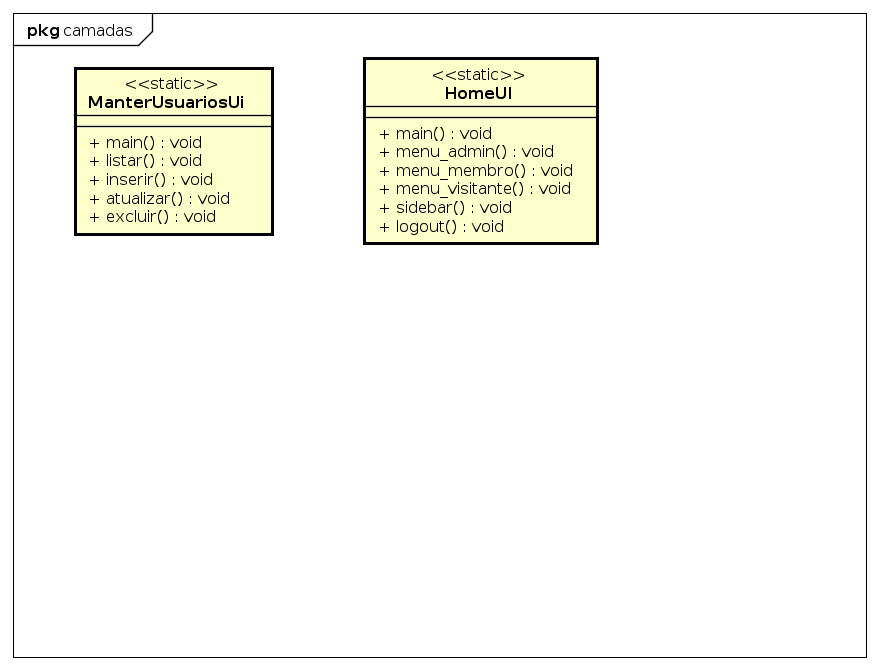 pkg camadas
<<static>>
ManterUsuariosUi
+ main() : void
+ listar() : void
+ inserir() : void
+ atualizar() : void
+ excluir() : void
<<static>>
HomeUI
+ main() : void
+ menu_admin() : void
+ menu_membro() : void
+ menu_visitante() : void
+ sidebar() : void
+ logout() : void